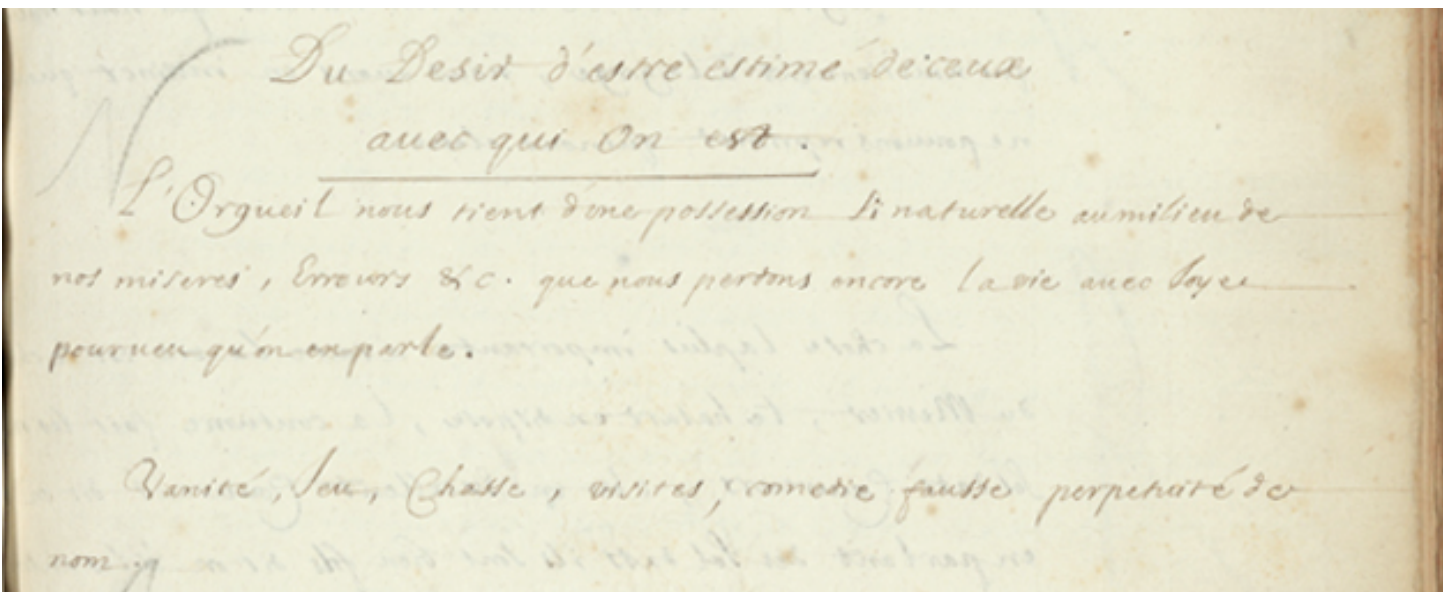 Du Desir d'estre estimé de ceux
avec qui On est.
L'Orgueil nous tient d'une possession si naturelle au milieu de
nos miseres, Erreurs &c. que nous perdons encore la vie avec Joye
pourveu qu'on en parle.
Vanité, Jeu, Chasse, visites, comedie fausse perpetuité de
nom.